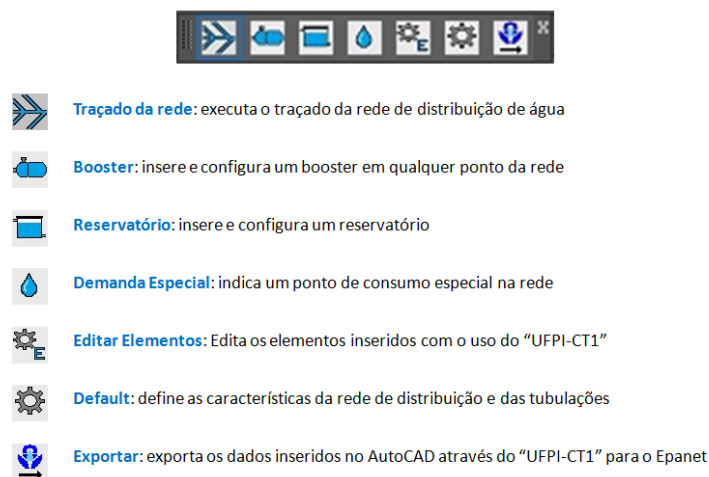 E
x
Traçado da rede: executa o traçado da rede de distribuição de água
Booster: insere e configura um booster em qualquer ponto da rede
Reservatório: insere e configura um reservatório
Demanda Especial: indica um ponto de consumo especial na rede
E
Editar Elementos: Edita os elementos inseridos com o uso do “UFPI-CT1”
Default: define as características da rede de distribuição e das tubulações
Exportar: exporta os dados inseridos no AutoCAD através do “UFPI-CT1” para o Epanet